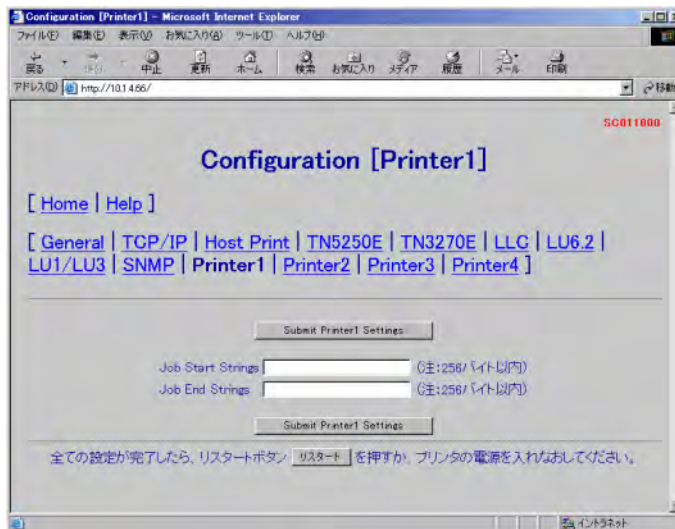 Configuration [Printer1] - Microsoft Internet Explorer
ファイル(F) 編集(E) 表示(V) お気に入り(A) ツール(T) ヘルプ(H)
戻る 中止 更新 ホーム 検索 お気に入り メディア 履歴 メール 印刷
アドレス(D) http://10.1.4.66/ 移動
SC011000
Configuration [Printer1]
[ Home | Help ]
[ General | TCP/IP | Host Print | TN5250E | TN3270E | LLC | LU6.2 |
LU1/LU3 | SNMP | Printer1 | Printer2 | Printer3 | Printer4 ]
Submit Printer1 Settings
Job Start Strings (注:256バイト以内)
Job End Strings (注:256バイト以内)
Submit Printer1 Settings
全ての設定が完了したら、リスタートボタン リスタート を押すか、プリンタの電源を入れなおしてください。
イントラネット